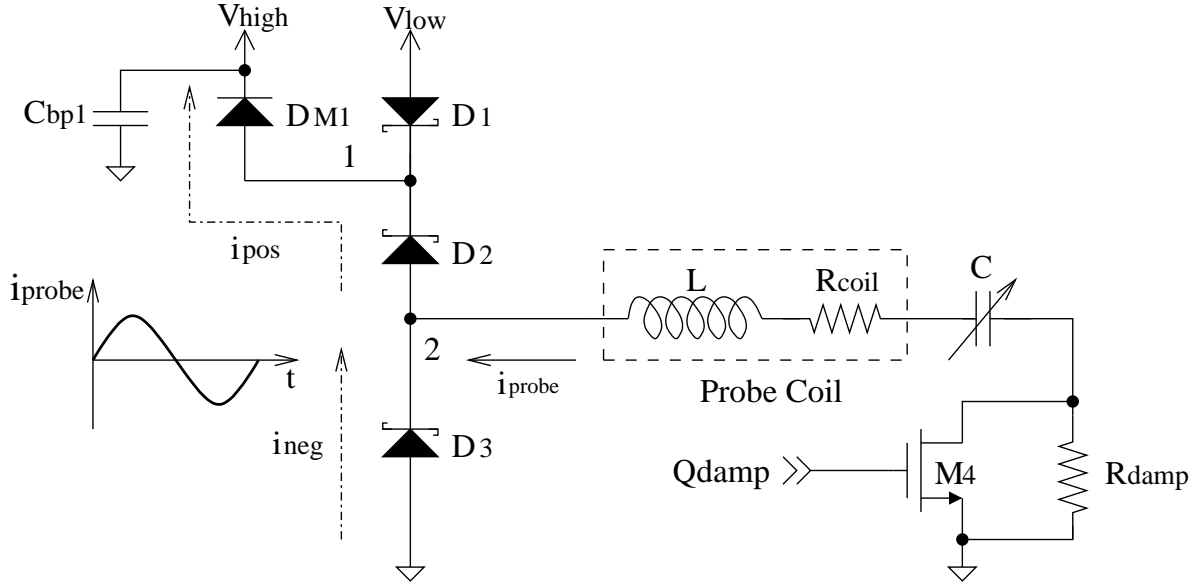 Vhigh
Vlow
Cbp1
DM1
D1
1
ipos
D2
iprobe
t
2
iprobe
L
Rcoil
C
Probe Coil
ineg
D3
Qdamp
M4
Rdamp